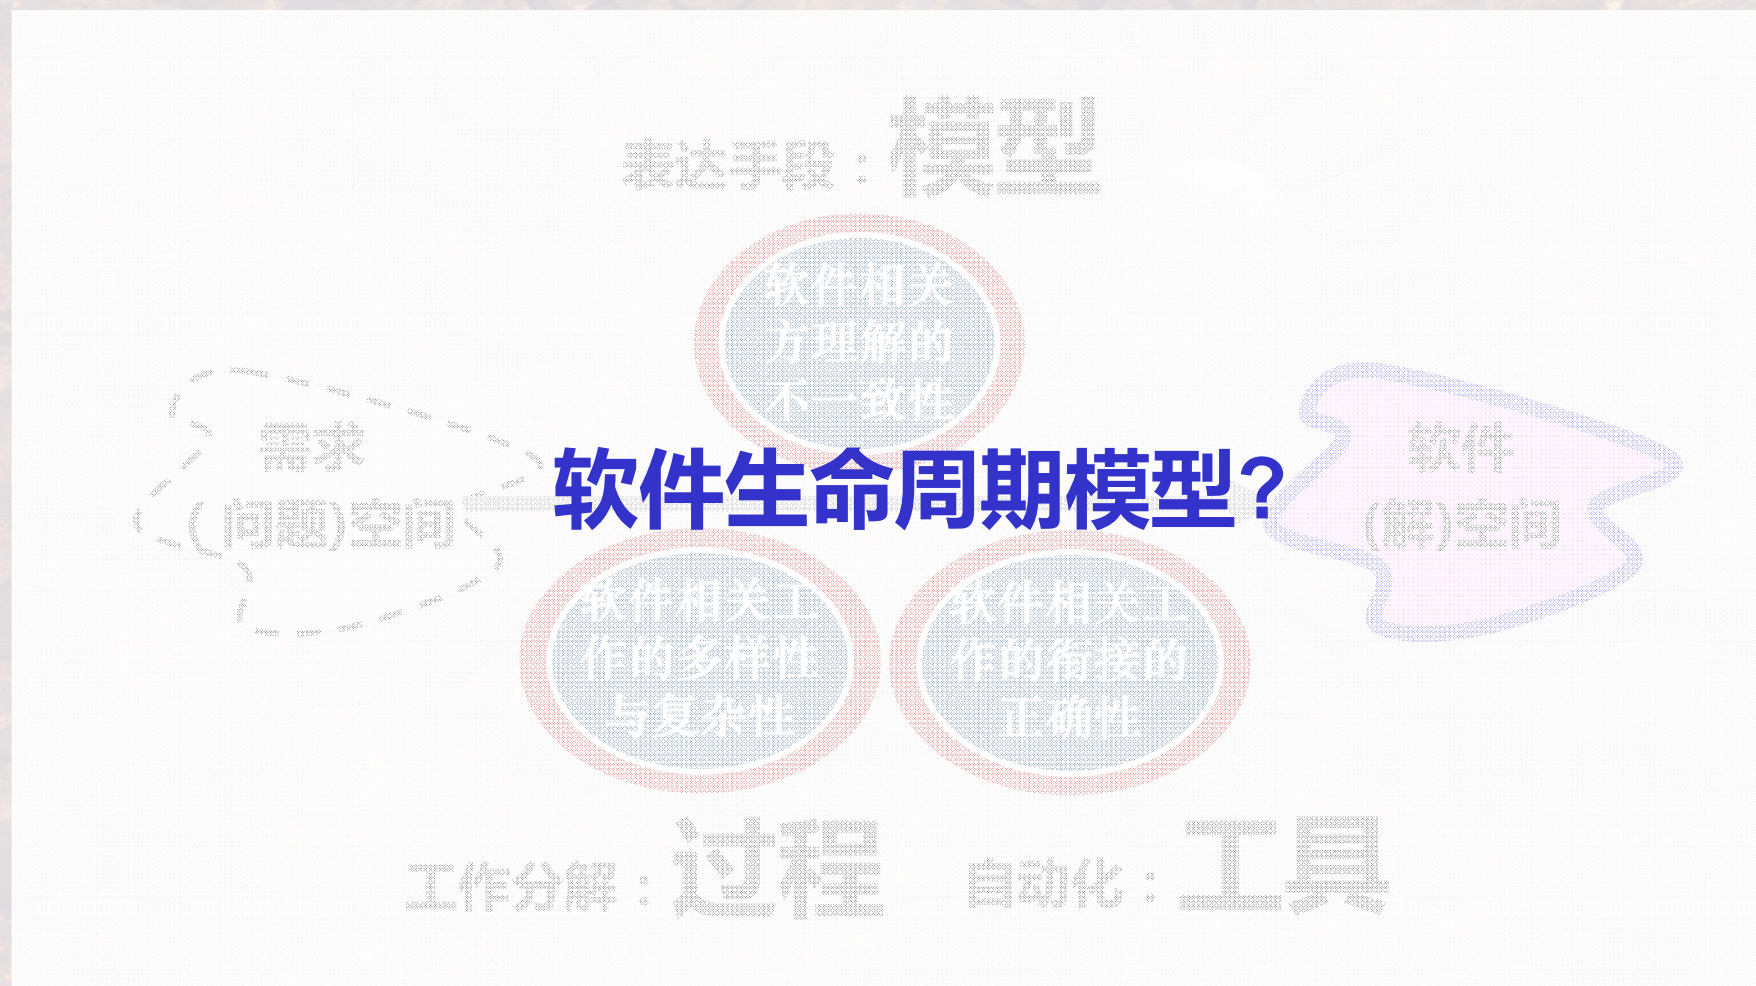 表达手段：模型
软件相关
方理解的
不一致性
需求
(问题)空间
软件生命周期模型?
软件
(解)空间
软件相关工
作的多样性
与复杂性
软件相关工
作的衔接的
正确性
工作分解：过程
自动化：工具